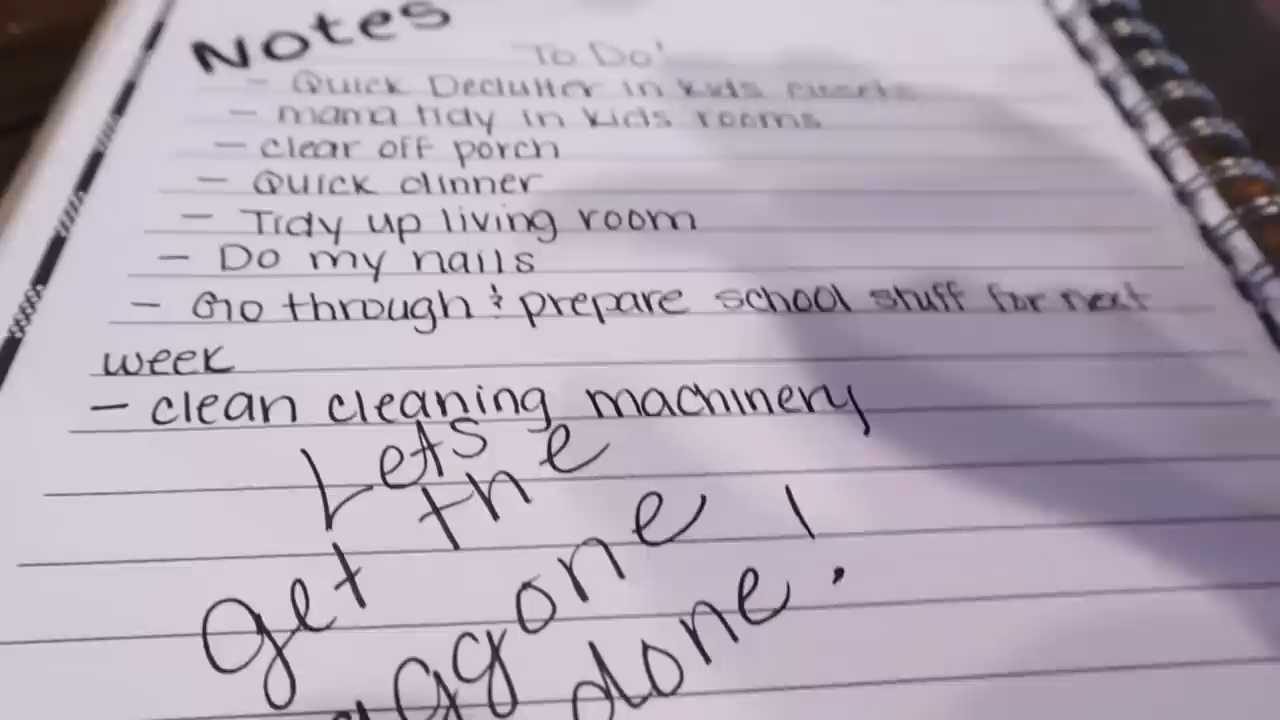 Notes
To Do!
- Quick Declutter in kids closets
- mama tidy in kids rooms
- clear off porch
- Quick dinner
- Tidy up living room
- Do my nails
- Go through & prepare school stuff for next
week
- clean cleaning machinery
Lets
get the
done!